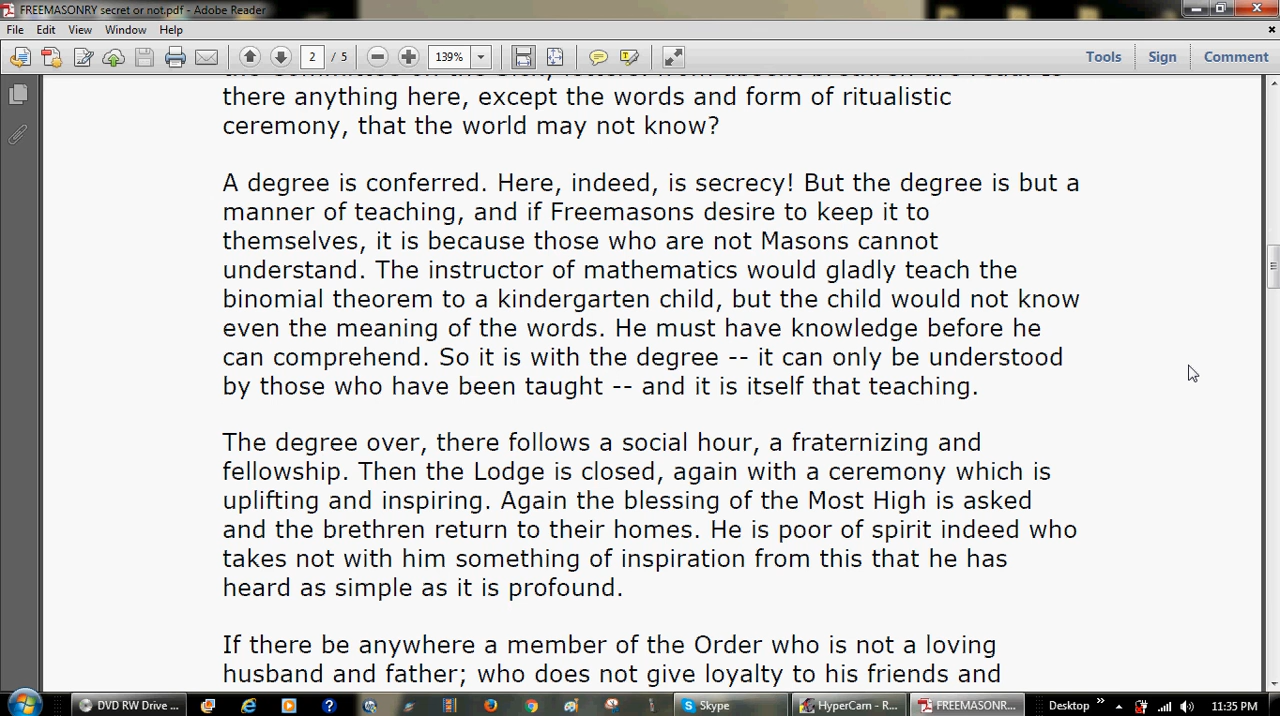 FREEMASONRY secret or not.pdf - Adobe Reader
File Edit View Window Help
2 / 5 139% Tools Sign Comment
there anything here, except the words and form of ritualistic
ceremony, that the world may not know?
A degree is conferred. Here, indeed, is secrecy! But the degree is but a
manner of teaching, and if Freemasons desire to keep it to
themselves, it is because those who are not Masons cannot
understand. The instructor of mathematics would gladly teach the
binomial theorem to a kindergarten child, but the child would not know
even the meaning of the words. He must have knowledge before he
can comprehend. So it is with the degree -- it can only be understood
by those who have been taught -- and it is itself that teaching.
The degree over, there follows a social hour, a fraternizing and
fellowship. Then the Lodge is closed, again with a ceremony which is
uplifting and inspiring. Again the blessing of the Most High is asked
and the brethren return to their homes. He is poor of spirit indeed who
takes not with him something of inspiration from this that he has
heard as simple as it is profound.
If there be anywhere a member of the Order who is not a loving
husband and father; who does not give loyalty to his friends and
DVD RW Drive ... Skype HyperCam - R... FREEMASONR... Desktop » 11:35 PM